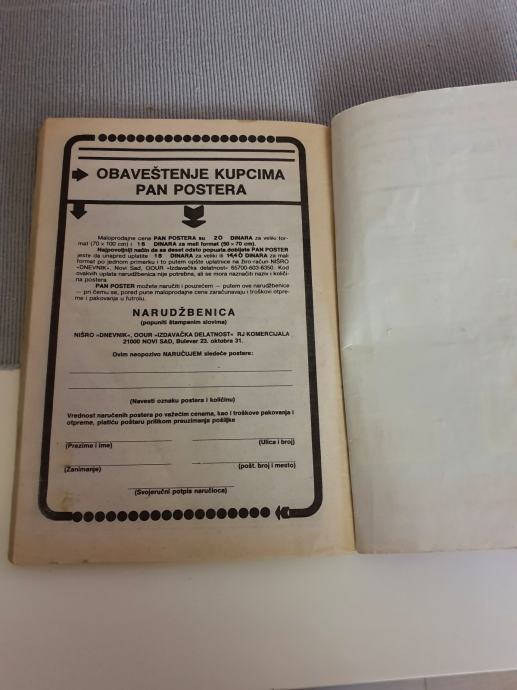 OBAVEŠTENJE KUPCIMA
PAN POSTERA
Maloprodajne cene PAN POSTERA su 20 DINARA za veliki for-
mat (70 × 100 cm) i 16 DINARA za mali format (50 × 70 cm).
Najpovoljniji način da sa deset odsto popusta dobijete PAN POSTER
jeste da unapred uplatite 18 DINARA za veliki ili 14,40 DINARA za mali
format po jednom primerku i to putem opšte uplatnice na žiro-račun NIŠRO
»DNEVNIK«, Novi Sad, OOUR »Izdavačka delatnost« 65700-603-6350. Kod
ovakvih uplata narudžbenica nije potrebna, ali se mora naznačiti naziv i količi-
na postera.
PAN POSTER možete naručiti i pouzećem — putem ove narudžbenice
— pri čemu se, pored pune maloprodajne cene zaračunavaju i troškovi otpre-
me i pakovanja u futrolu.
NARUDŽBENICA
(popuniti štampanim slovima)
NIŠRO »DNEVNIK«, OOUR »IZDAVAČKA DELATNOST« RJ KOMERCIJALA
21000 NOVI SAD, Bulevar 23. oktobra 31.
Ovim neopozivo NARUČUJEM sledeće postere:
(Navesti oznaku postera i količinu)
Vrednost naručenih postera po važećim cenama, kao i troškove pakovanja i
otpreme, platiću poštaru prilikom preuzimanja pošiljke
(Prezime i ime) (Ulica i broj)
(Zanimanje) (pošt. broj i mesto)
(Svojeručni potpis naručioca)